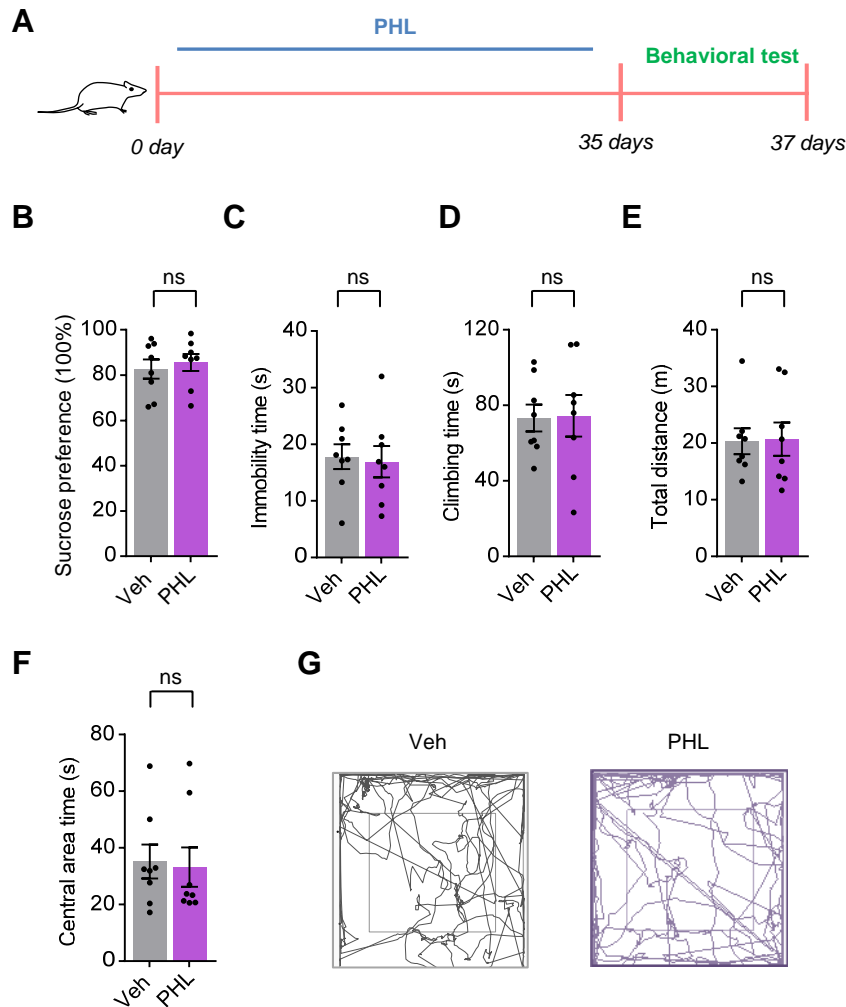 A
PHL
Behavioral test
0 day
35 days
37 days
B
C
D
E
ns
ns
ns
ns
Sucrose preference (100%)
100
80
60
40
20
0
Veh
PHL
Immobility time (s)
40
30
20
10
0
Veh
PHL
Climbing time (s)
120
80
40
0
Veh
PHL
Total distance (m)
40
30
20
10
0
Veh
PHL
F
ns
Central area time (s)
80
60
40
20
0
Veh
PHL
G
Veh
PHL